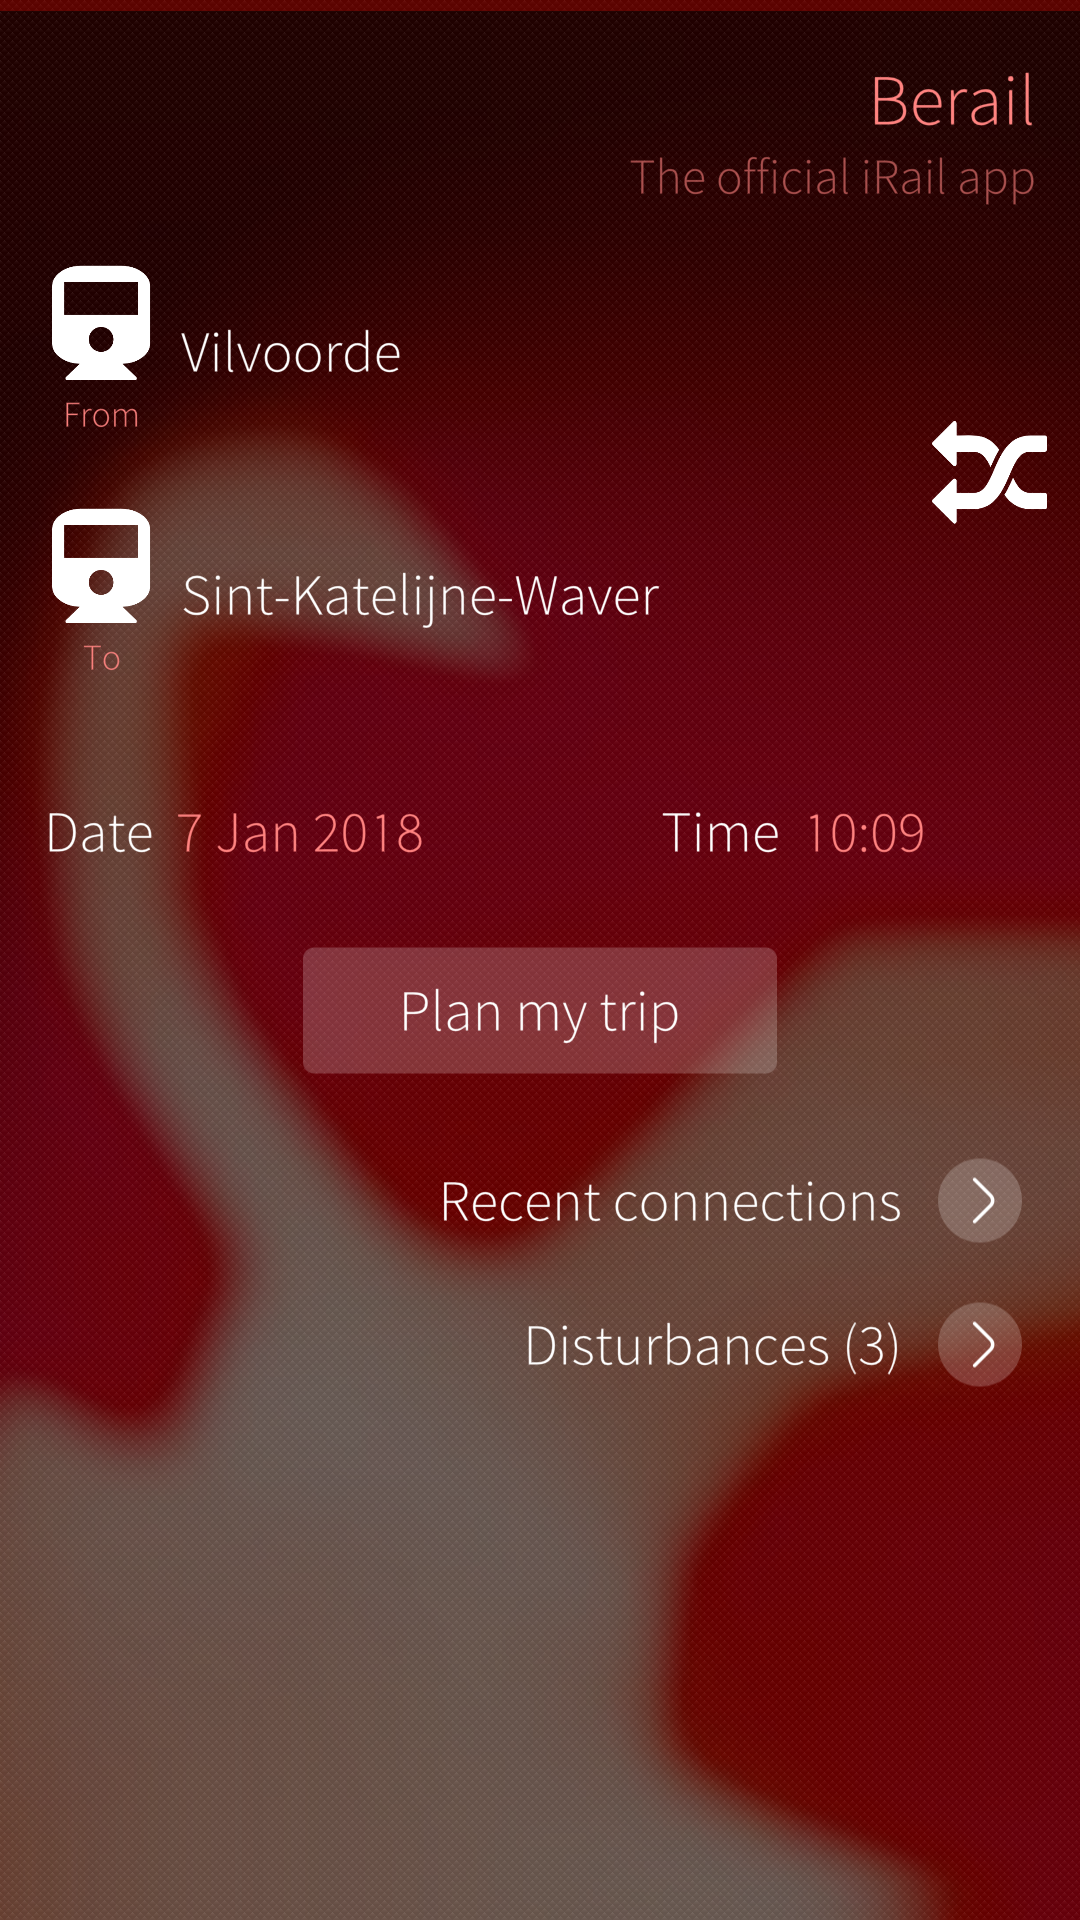 Berail
The official iRail app
Vilvoorde
From
Sint-Katelijne-Waver
To
Date 7 Jan 2018 Time 10:09
Plan my trip
Recent connections
Disturbances (3)